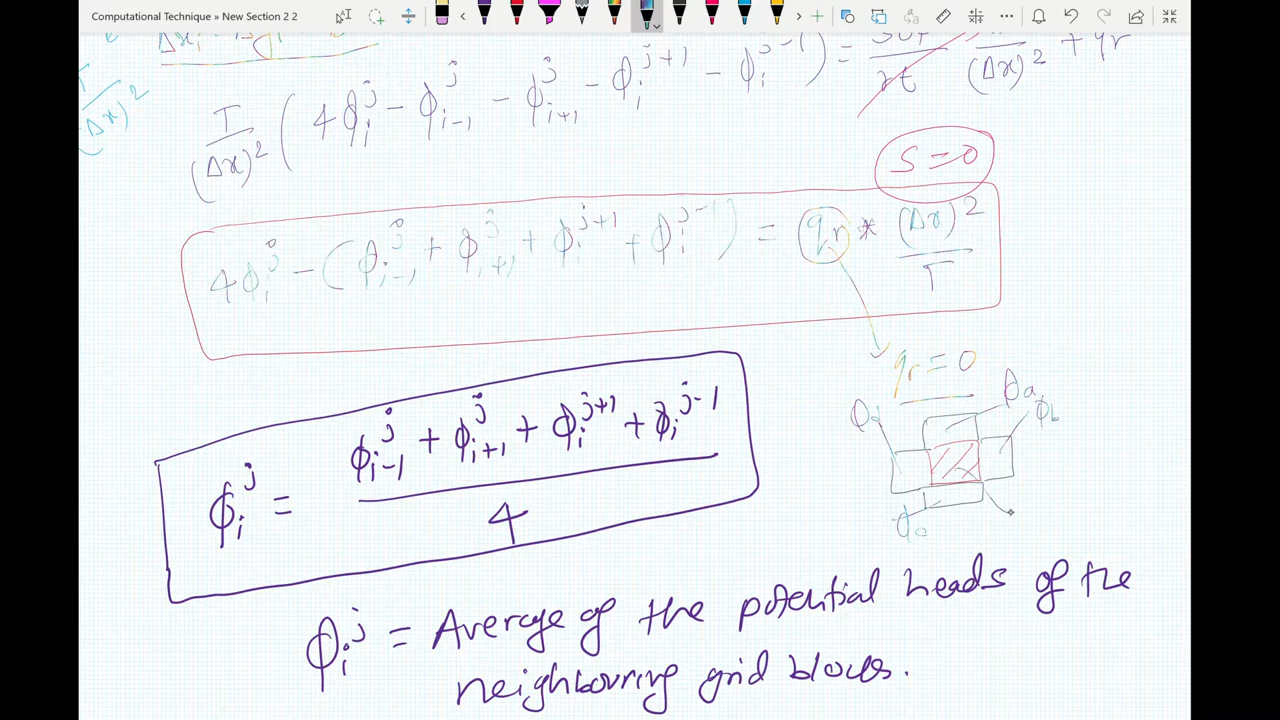 Computational Technique » New Section 2 2
T/(Δx)² ( 4ϕᵢʲ − ϕᵢ₋₁ʲ − ϕᵢ₊₁ʲ − ϕᵢʲ⁺¹ − ϕᵢʲ⁻¹ ) = (Δx)² + qr
T/(Δx)²
S = 0
4ϕᵢʲ − (ϕᵢ₋₁ʲ + ϕᵢ₊₁ʲ + ϕᵢʲ⁺¹ + ϕᵢʲ⁻¹) = qr * (Δx)²/T
qr = 0
ϕa
ϕd ϕb
ϕᵢʲ = (ϕᵢ₋₁ʲ + ϕᵢ₊₁ʲ + ϕᵢʲ⁺¹ + ϕᵢʲ⁻¹)/4
ϕc
ϕᵢʲ = Average of the potential heads of the
neighbouring grid blocks.